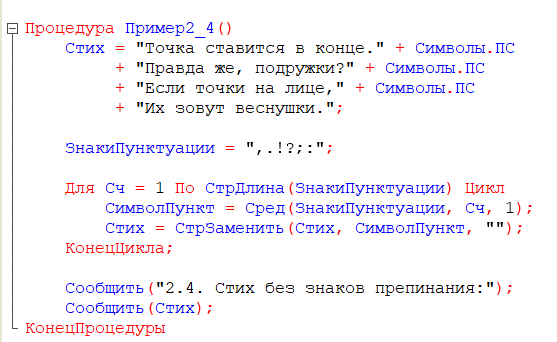 Процедура Пример2_4()
Стих = "Точка ставится в конце." + Символы.ПС
+ "Правда же, подружки?" + Символы.ПС
+ "Если точки на лице," + Символы.ПС
+ "Их зовут веснушки.";
ЗнакиПунктуации = ",.!?;:";
Для Сч = 1 По СтрДлина(ЗнакиПунктуации) Цикл
СимволПункт = Сред(ЗнакиПунктуации, Сч, 1);
Стих = СтрЗаменить(Стих, СимволПункт, "");
КонецЦикла;
Сообщить("2.4. Стих без знаков препинания:");
Сообщить(Стих);
КонецПроцедуры